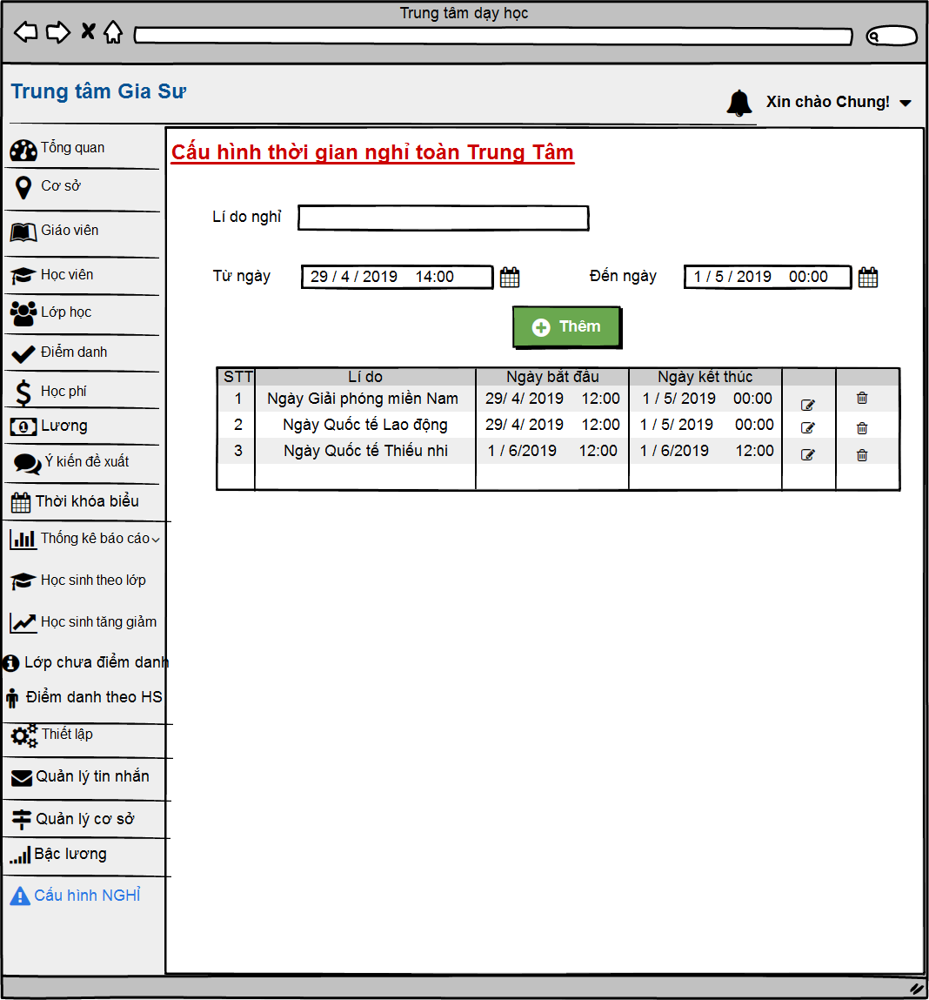 Trung tâm dạy học
Trung tâm Gia Sư
Xin chào Chung!
Tổng quan
Cơ sở
Giáo viên
Học viên
Lớp học
Điểm danh
Học phí
Lương
Ý kiến đề xuất
Thời khóa biểu
Thống kê báo cáo
Học sinh theo lớp
Học sinh tăng giảm
Lớp chưa điểm danh
Điểm danh theo HS
Thiết lập
Quản lý tin nhắn
Quản lý cơ sở
Bậc lương
Cấu hình NGHỈ
Cấu hình thời gian nghỉ toàn Trung Tâm
Lí do nghỉ
Từ ngày 29 / 4 / 2019 14:00 Đến ngày 1 / 5 / 2019 00:00
Thêm
STT Lí do Ngày bắt đầu Ngày kết thúc
1 Ngày Giải phóng miền Nam 29/ 4/ 2019 12:00 1 / 5/ 2019 00:00
2 Ngày Quốc tế Lao động 29/ 4/ 2019 12:00 1 / 5/ 2019 00:00
3 Ngày Quốc tế Thiếu nhi 1 / 6/2019 12:00 1 / 6/2019 12:00